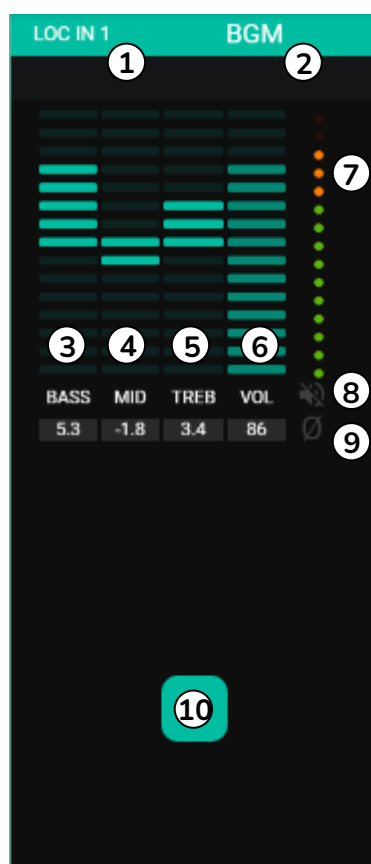 LOC IN 1 BGM
1 2
7
3 4 5 6
BASS MID TREB VOL 8
5.3 -1.8 3.4 86 Ø 9
10